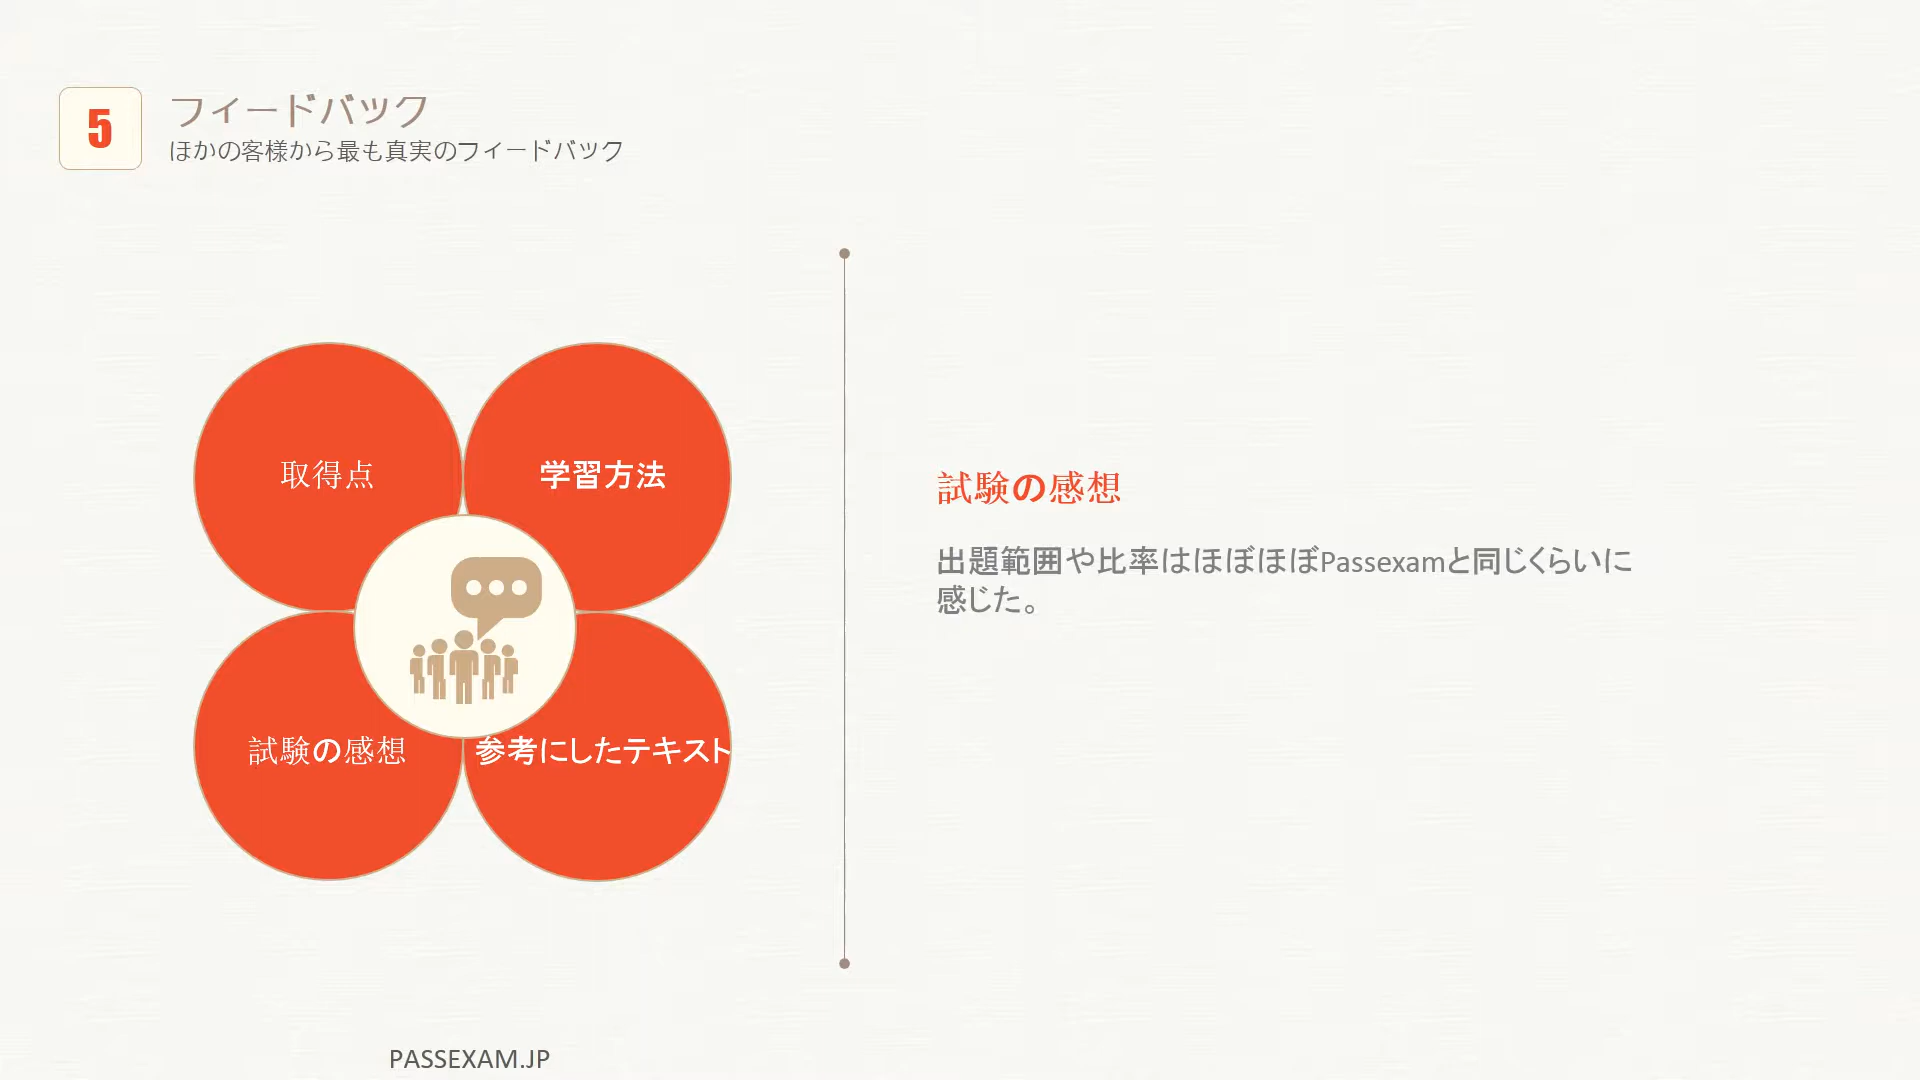 5
フィードバック
ほかの客様から最も真実のフィードバック
取得点
学習方法
試験の感想
参考にしたテキスト
試験の感想
出題範囲や比率はほぼほぼPassexamと同じくらいに
感じた。
PASSEXAM.JP